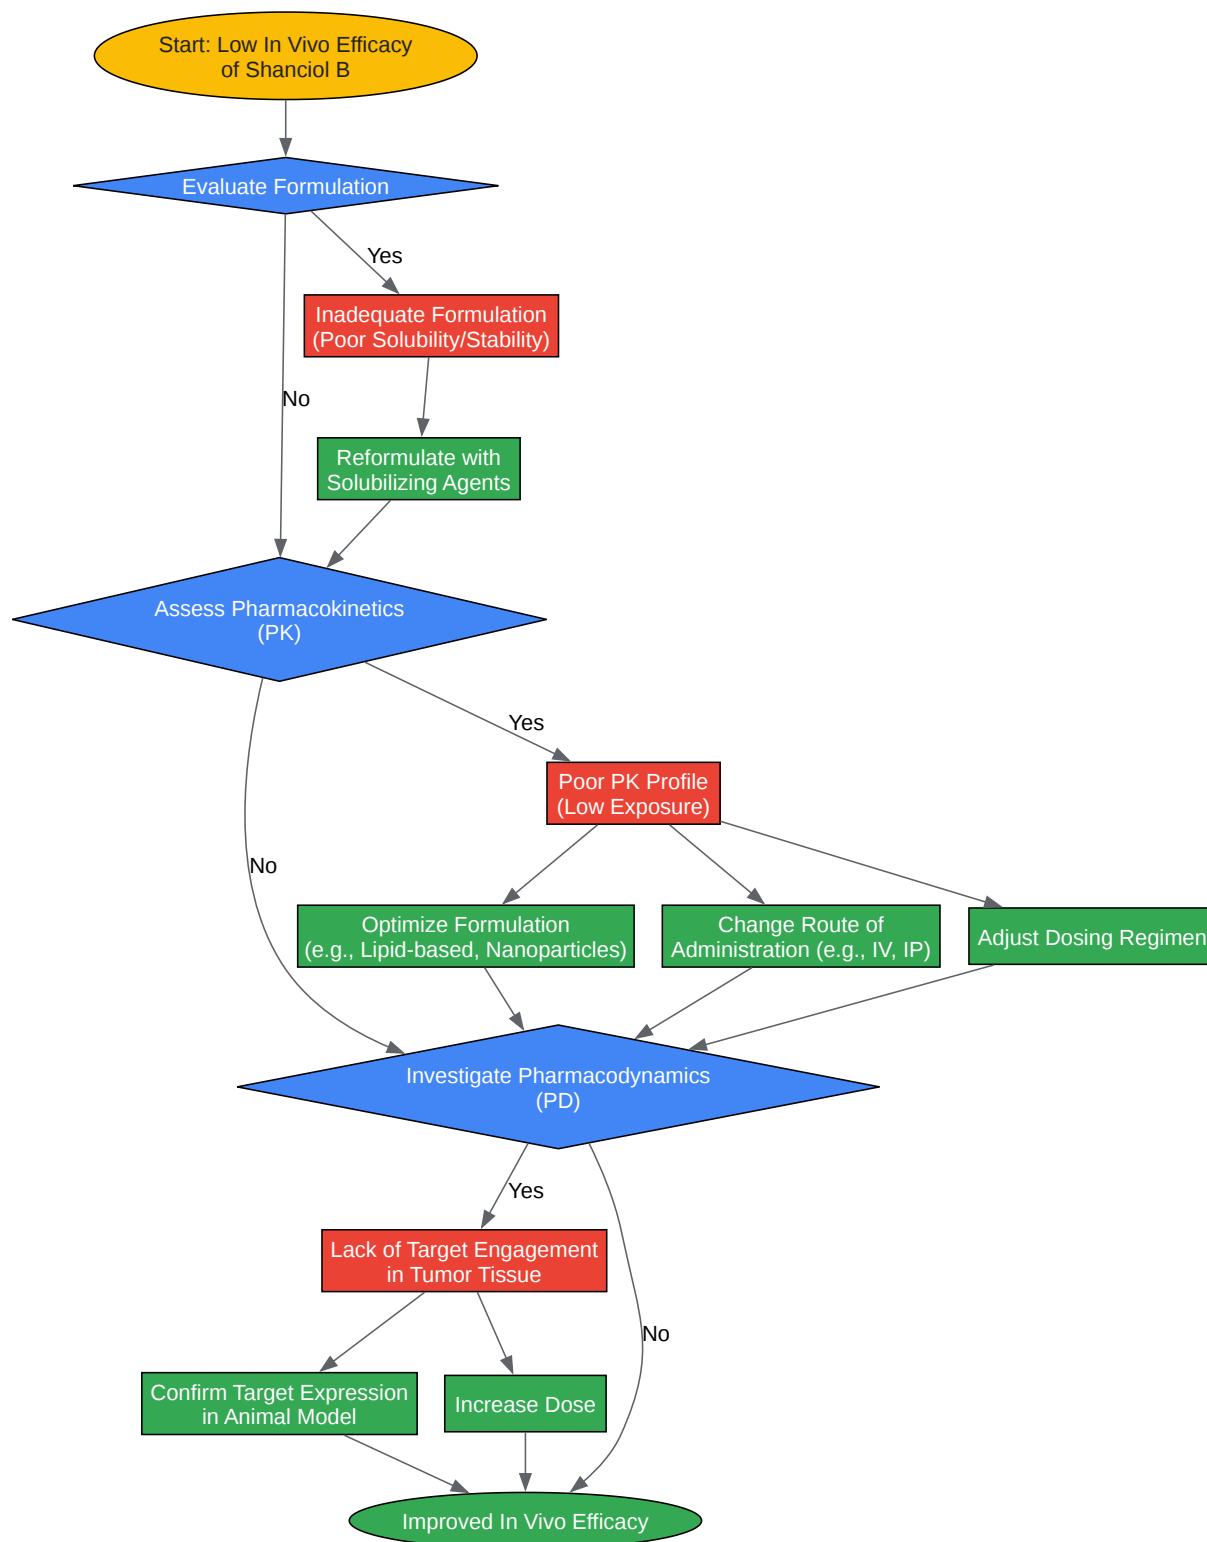 Start: Low In Vivo Efficacy
of Shanciol B
Evaluate Formulation
Yes
Inadequate Formulation
(Poor Solubility/Stability)
No
Reformulate with
Solubilizing Agents
Assess Pharmacokinetics
(PK)
Yes
Poor PK Profile
(Low Exposure)
No
Optimize Formulation
(e.g., Lipid-based, Nanoparticles)
Change Route of
Administration (e.g., IV, IP)
Adjust Dosing Regimen
Investigate Pharmacodynamics
(PD)
Yes
Lack of Target Engagement
in Tumor Tissue
No
Confirm Target Expression
in Animal Model
Increase Dose
Improved In Vivo Efficacy